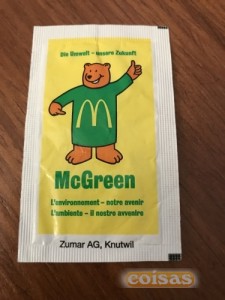 Die Umwelt – unsere Zukunft
M
McGreen
L'environnement – notre avenir
L'ambiente – il nostro avvenire
Zumar AG, Knutwil
coisas